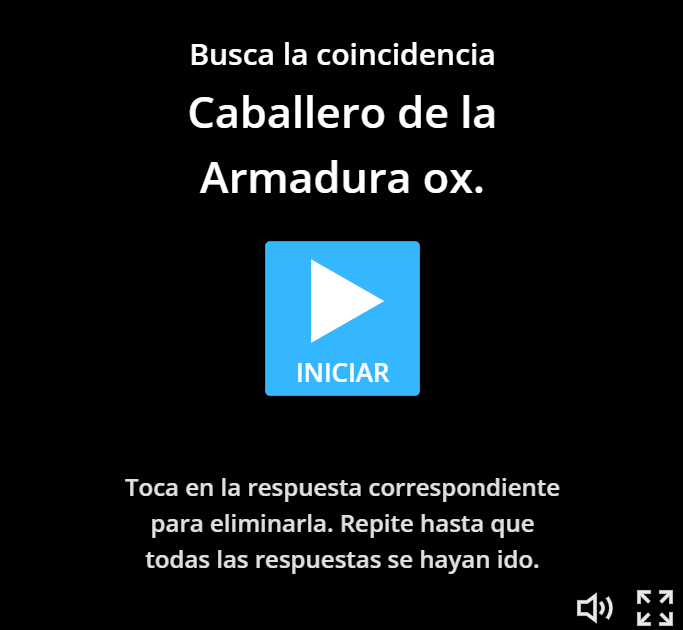 Busca la coincidencia
Caballero de la
Armadura ox.
INICIAR
Toca en la respuesta correspondiente
para eliminarla. Repite hasta que
todas las respuestas se hayan ido.